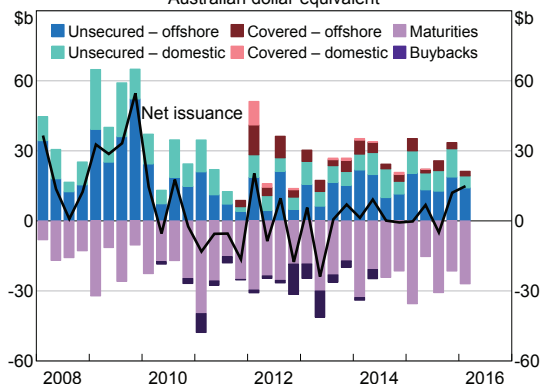 Australian dollar equivalent
$b $b
Unsecured – offshore Covered – offshore Maturities
Unsecured – domestic Covered – domestic Buybacks
60 60
Net issuance
30 30
0 0
-30 -30
-60 -60
2008 2010 2012 2014 2016